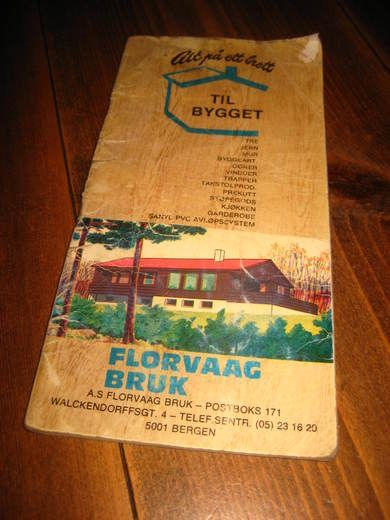 Alt på ett brett
TIL
BYGGET
TRE
JERN
MUR
BYGGEART.
DØRER
VINDUER
TRAPPER
TAKSTOLPROD.
PREKUTT
STØPEGODS
KJØKKEN
GARDEROBE
SANYL PVC AVLØPSSYSTEM
FLORVAAG
BRUK
A.S FLORVAAG BRUK – POSTBOKS 171
WALCKENDORFFSGT. 4 – TELEF.SENTR. (05) 23 16 20
5001 BERGEN